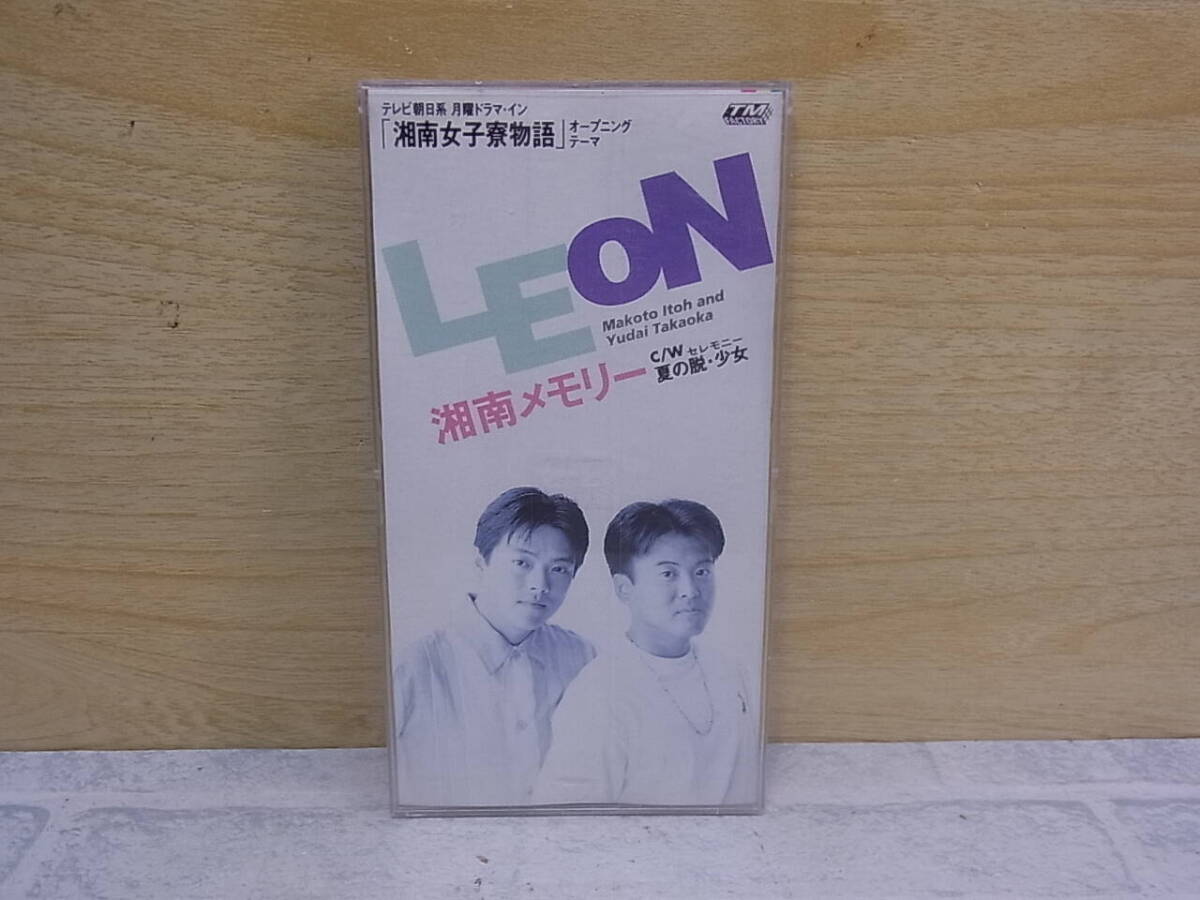 テレビ朝日系 月曜ドラマ・イン
「湘南女子寮物語」オープニング
テーマ
TM
FACTORY
LEON
Makoto Itoh and
Yudai Takaoka
湘南メモリー
C/W セレモニー
夏の脱・少女